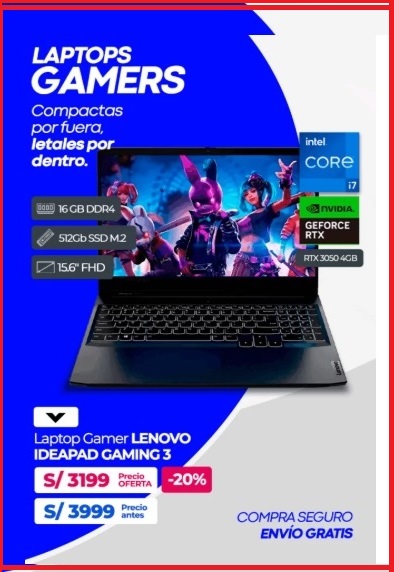 LAPTOPS
GAMERS
Compactas
por fuera,
letales por
dentro.
intel
CORE
i7
NVIDIA.
GEFORCE
RTX
RTX 3050 4GB
16 GB DDR4
512Gb SSD M.2
15.6" FHD
Laptop Gamer LENOVO
IDEAPAD GAMING 3
S/ 3199 Precio OFERTA -20%
S/ 3999 Precio antes
COMPRA SEGURO
ENVÍO GRATIS